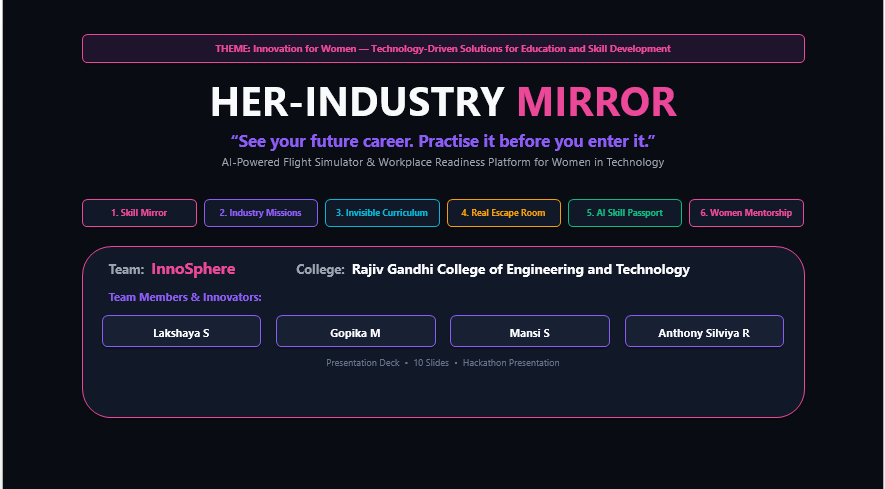 THEME: Innovation for Women — Technology-Driven Solutions for Education and Skill Development
HER-INDUSTRY MIRROR
“See your future career. Practise it before you enter it.”
AI-Powered Flight Simulator & Workplace Readiness Platform for Women in Technology
1. Skill Mirror
2. Industry Missions
3. Invisible Curriculum
4. Real Escape Room
5. AI Skill Passport
6. Women Mentorship
Team: InnoSphere
College: Rajiv Gandhi College of Engineering and Technology
Team Members & Innovators:
Lakshaya S
Gopika M
Mansi S
Anthony Silviya R
Presentation Deck • 10 Slides • Hackathon Presentation